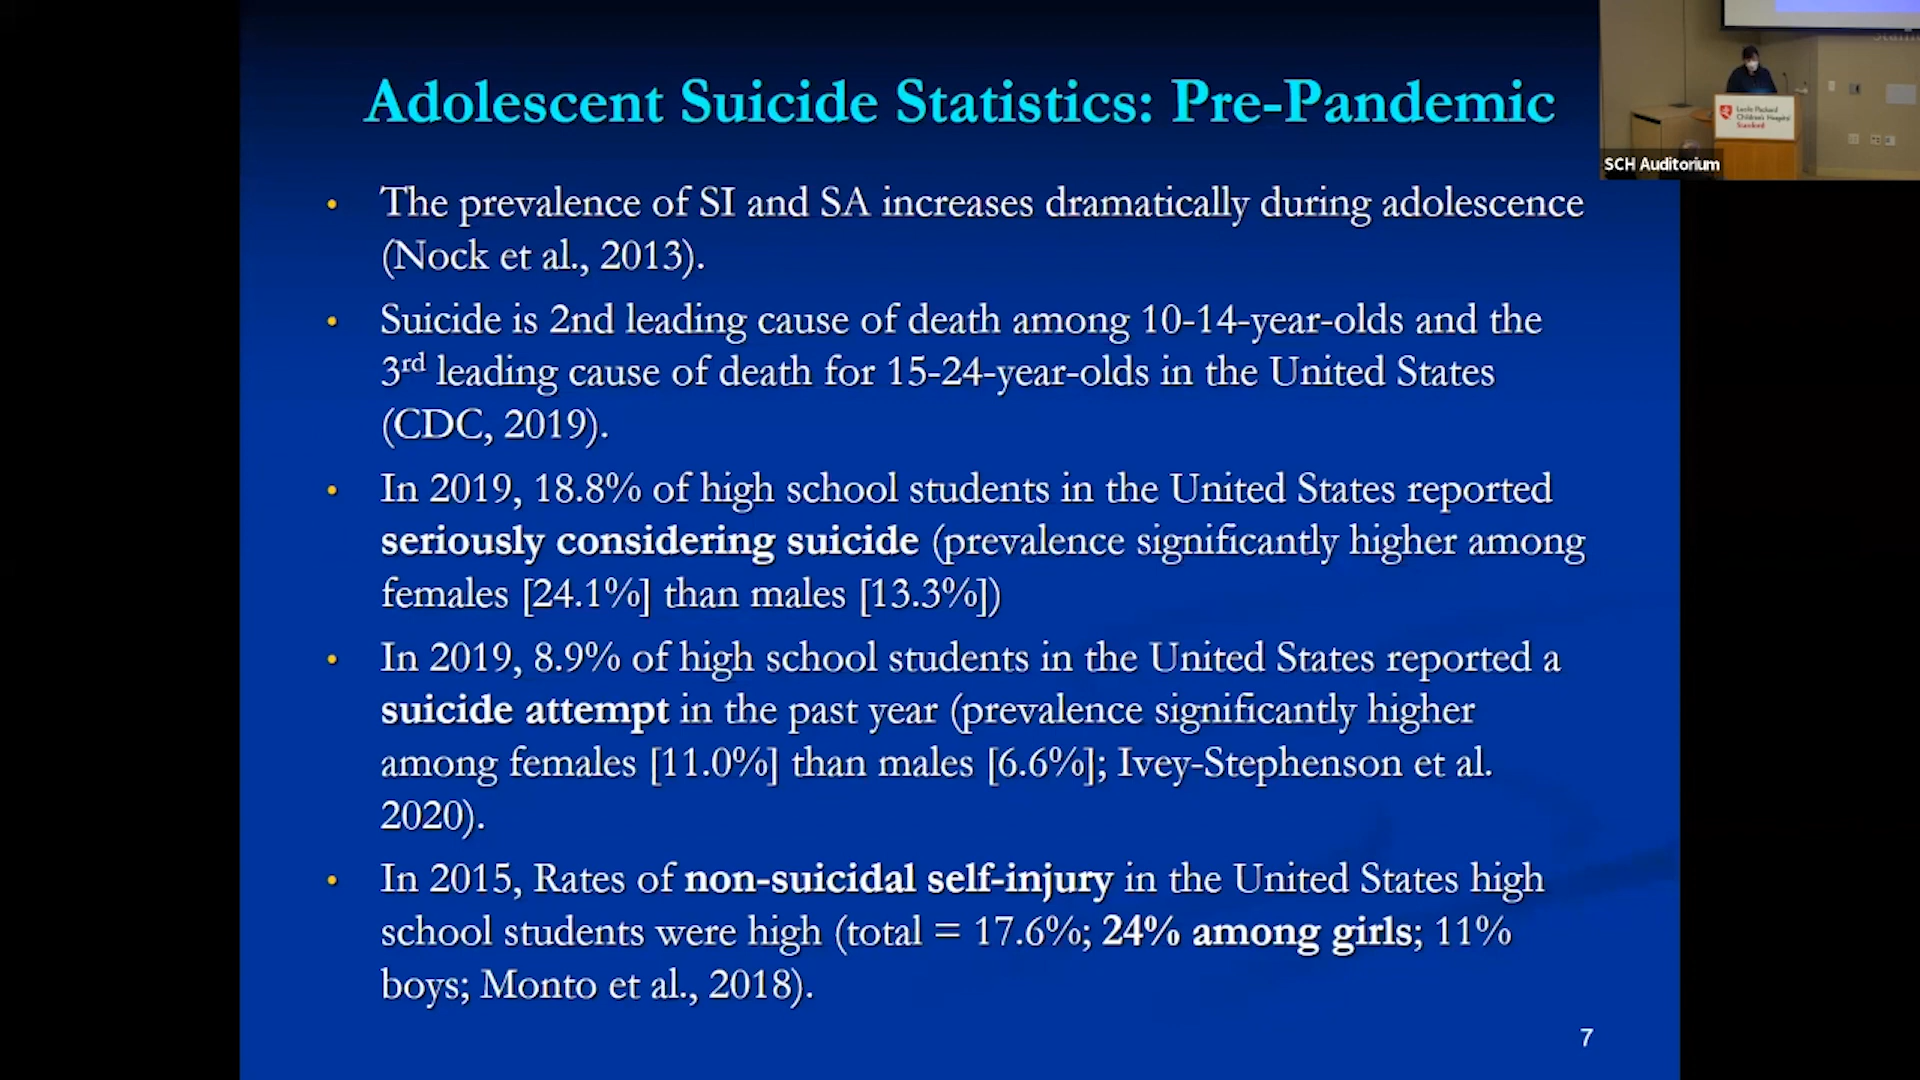 Adolescent Suicide Statistics: Pre-Pandemic
• The prevalence of SI and SA increases dramatically during adolescence
(Nock et al., 2013).
• Suicide is 2nd leading cause of death among 10-14-year-olds and the
3rd leading cause of death for 15-24-year-olds in the United States
(CDC, 2019).
• In 2019, 18.8% of high school students in the United States reported
seriously considering suicide (prevalence significantly higher among
females [24.1%] than males [13.3%])
• In 2019, 8.9% of high school students in the United States reported a
suicide attempt in the past year (prevalence significantly higher
among females [11.0%] than males [6.6%]; Ivey-Stephenson et al.
2020).
• In 2015, Rates of non-suicidal self-injury in the United States high
school students were high (total = 17.6%; 24% among girls; 11%
boys; Monto et al., 2018).
7
Lucile Packard
Children's Hospital
Stanford
SCH Auditorium